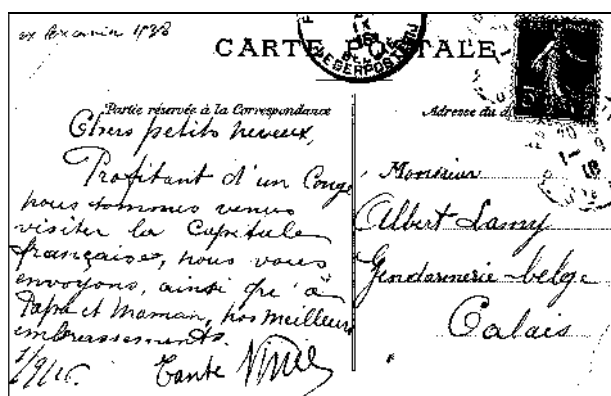 1938
CARTE POSTALE
Partie réservée à la Correspondance
Adresse du
Chers petits neveux,
Profitant d'un Congé
nous sommes venus
visiter la Capitale
française, nous vous
envoyons, ainsi qu'à
Papa et Maman, nos meilleurs
embrassements.
1/9/16. Tante
Monsieur
Albert Lamy
Gendarmerie belge
Calais